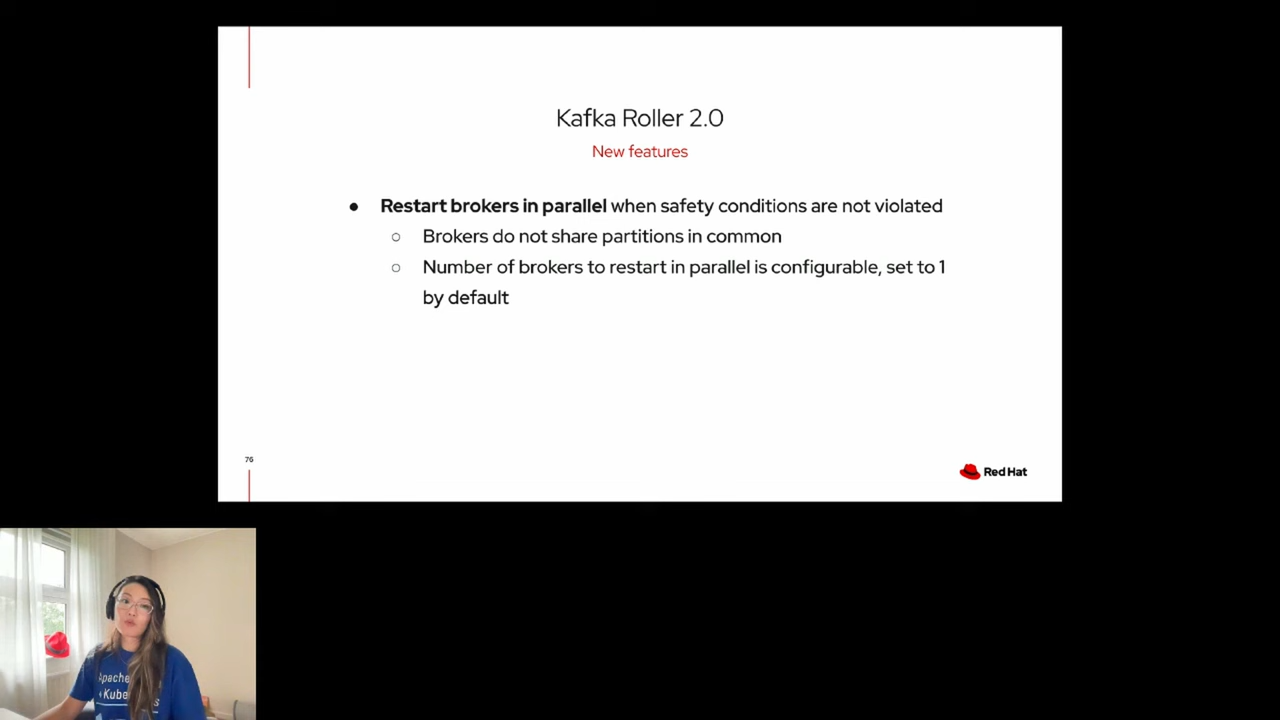 Kafka Roller 2.0
New features
● Restart brokers in parallel when safety conditions are not violated
○ Brokers do not share partitions in common
○ Number of brokers to restart in parallel is configurable, set to 1
by default
76
Red Hat
Apache